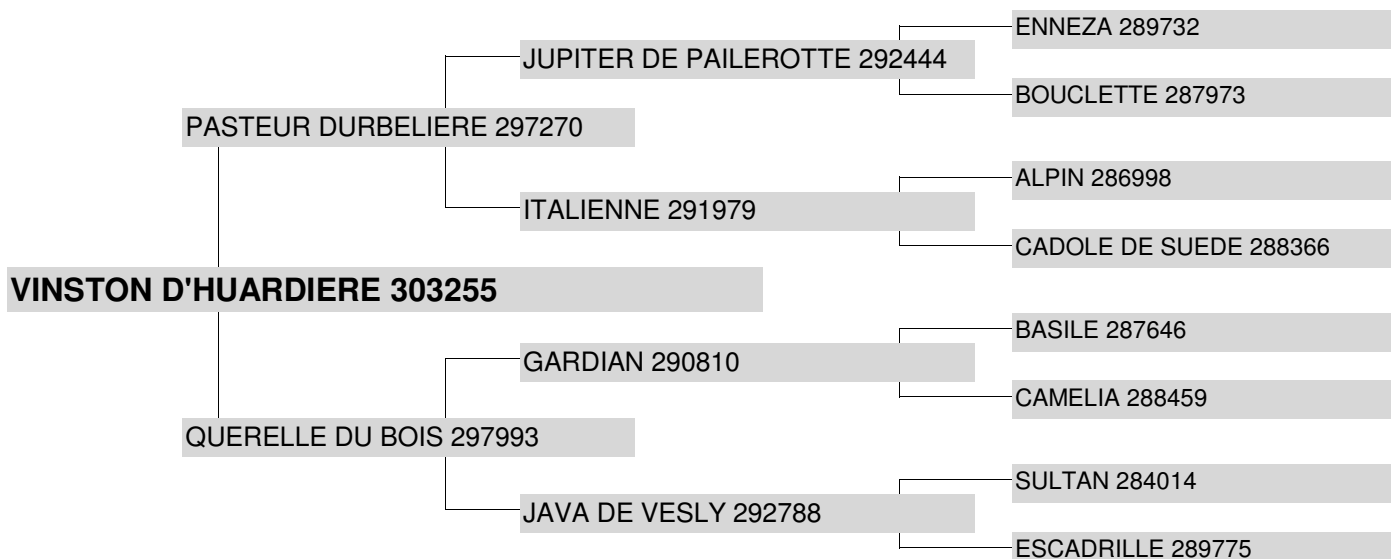 ENNEZA 289732
JUPITER DE PAILEROTTE 292444
BOUCLETTE 287973
PASTEUR DURBELIERE 297270
ALPIN 286998
ITALIENNE 291979
CADOLE DE SUEDE 288366
VINSTON D'HUARDIERE 303255
BASILE 287646
GARDIAN 290810
CAMELIA 288459
QUERELLE DU BOIS 297993
SULTAN 284014
JAVA DE VESLY 292788
ESCADRILLE 289775